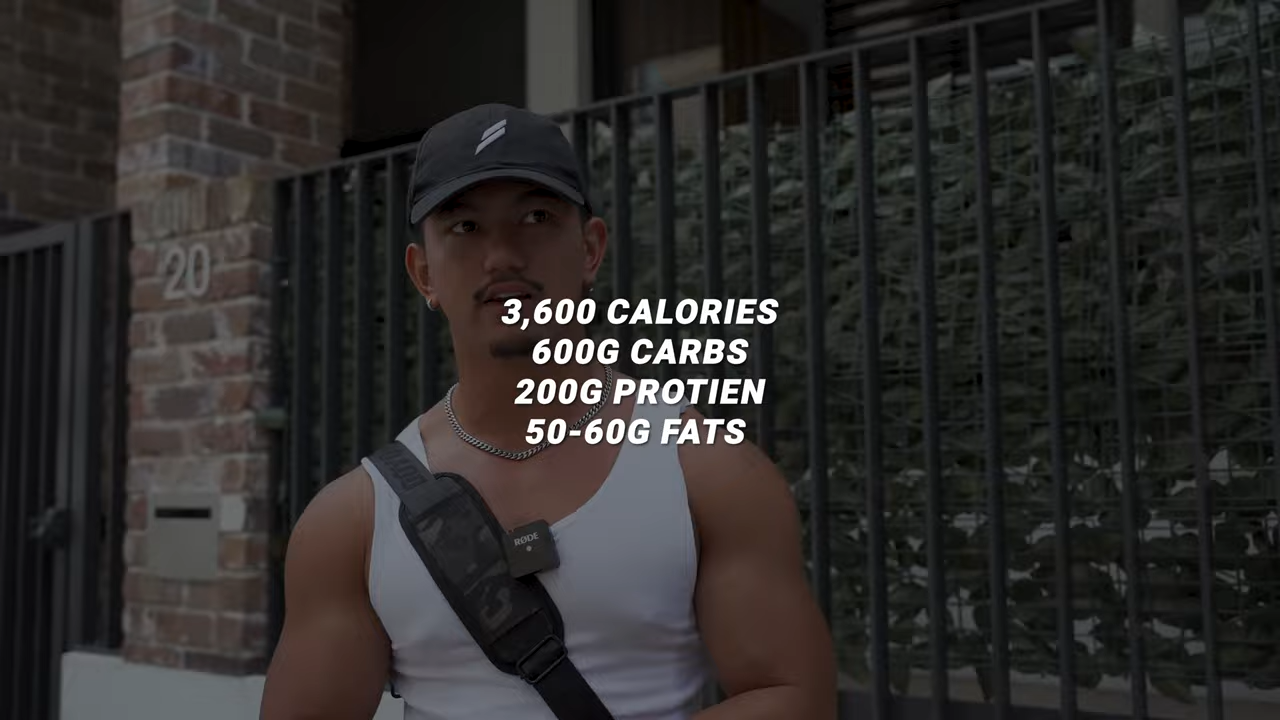 20
3,600 CALORIES
600G CARBS
200G PROTIEN
50-60G FATS
RØDE